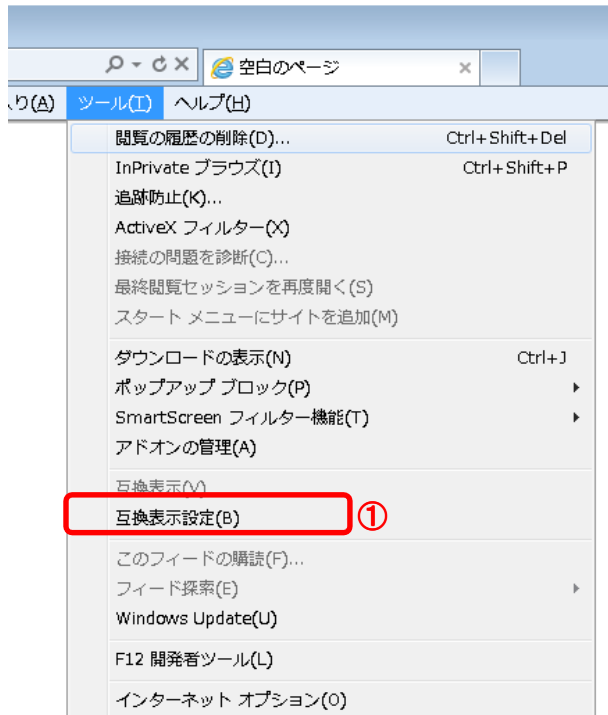 空白のページ
入り(A) ツール(T) ヘルプ(H)
閲覧の履歴の削除(D)... Ctrl+Shift+Del
InPrivate ブラウズ(I) Ctrl+Shift+P
追跡防止(K)...
ActiveX フィルター(X)
接続の問題を診断(C)...
最終閲覧セッションを再度開く(S)
スタート メニューにサイトを追加(M)
ダウンロードの表示(N) Ctrl+J
ポップアップ ブロック(P)
SmartScreen フィルター機能(T)
アドオンの管理(A)
互換表示(V)
互換表示設定(B) ①
このフィードの購読(F)...
フィード探索(E)
Windows Update(U)
F12 開発者ツール(L)
インターネット オプション(O)